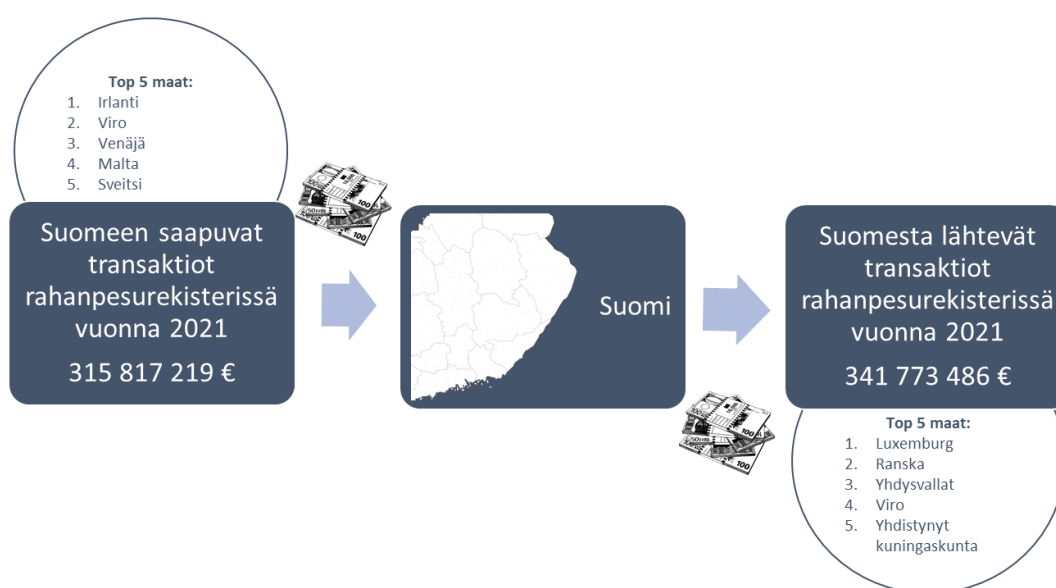 Top 5 maat:
1. Irlanti
2. Viro
3. Venäjä
4. Malta
5. Sveitsi
Suomeen saapuvat
transaktiot
rahanpesurekisterissä
vuonna 2021
315 817 219 €
Suomi
Suomesta lähtevät
transaktiot
rahanpesurekisterissä
vuonna 2021
341 773 486 €
Top 5 maat:
1. Luxemburg
2. Ranska
3. Yhdysvallat
4. Viro
5. Yhdistynyt
kuningaskunta